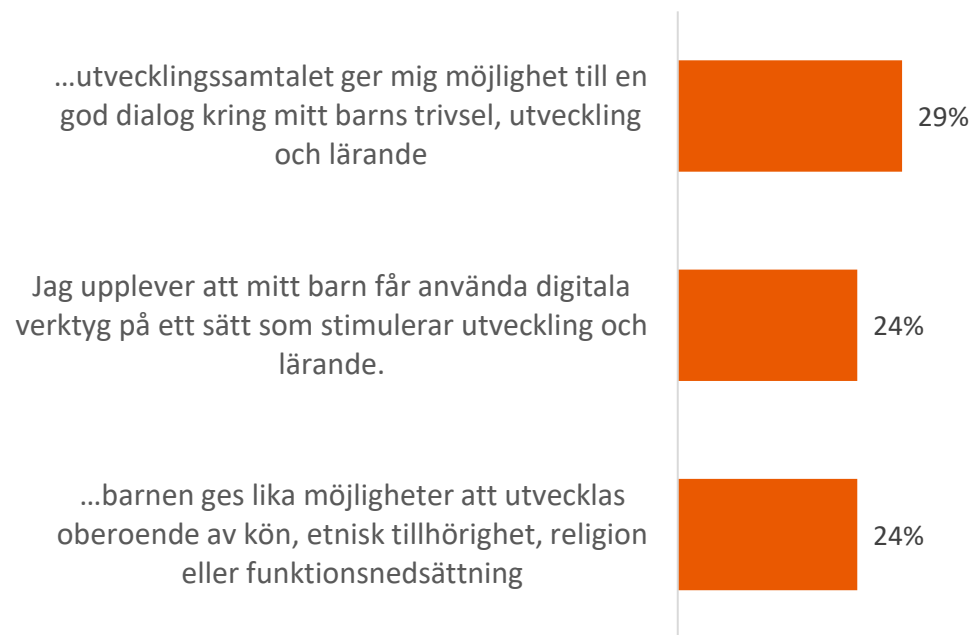 ...utvecklingssamtalet ger mig möjlighet till en
god dialog kring mitt barns trivsel, utveckling
och lärande
29%
Jag upplever att mitt barn får använda digitala
verktyg på ett sätt som stimulerar utveckling och
lärande.
24%
...barnen ges lika möjligheter att utvecklas
oberoende av kön, etnisk tillhörighet, religion
eller funktionsnedsättning
24%